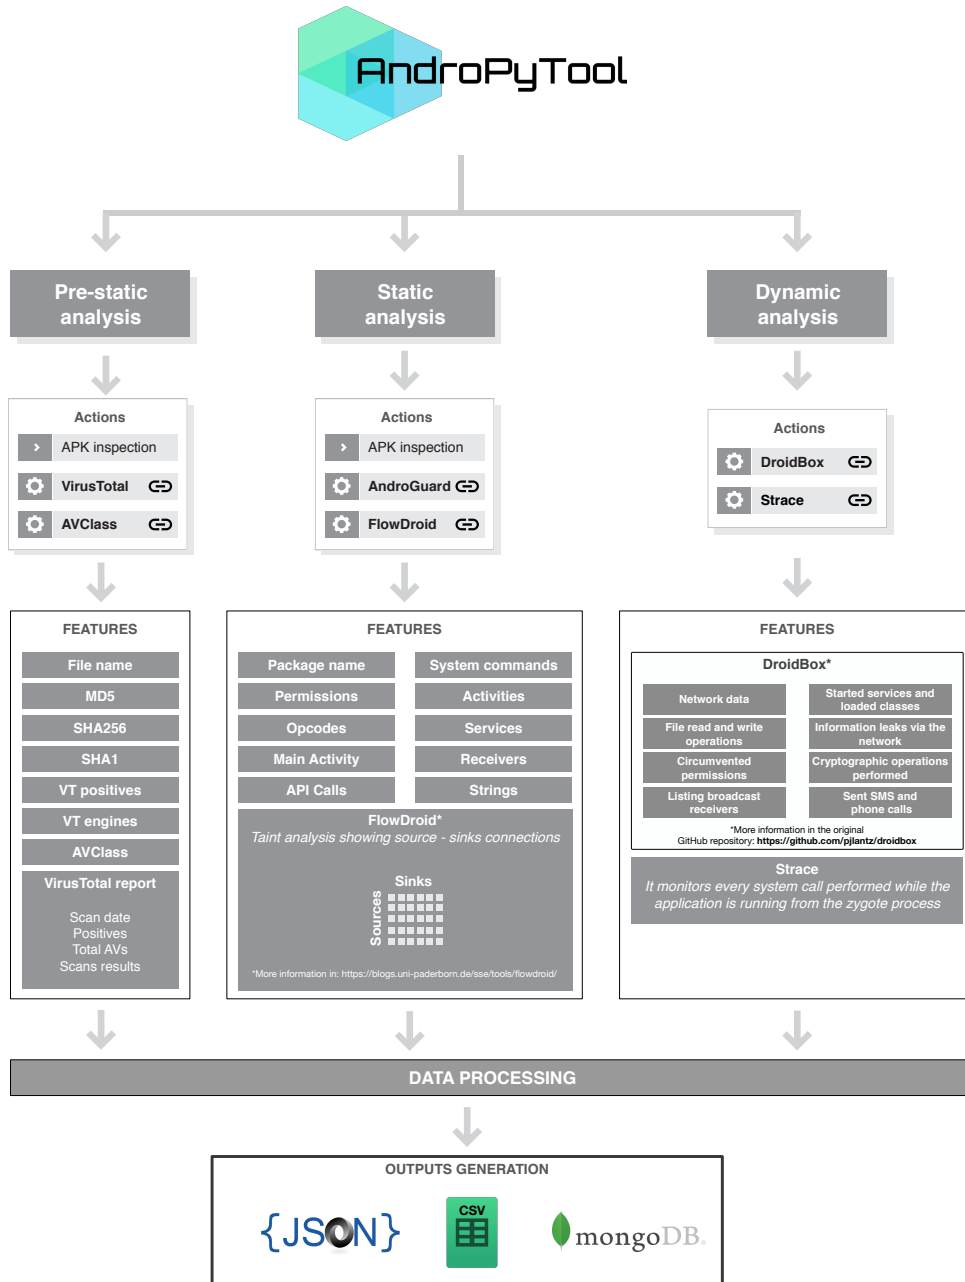 AndroPyTool
Pre-static
analysis
Static
analysis
Dynamic
analysis
Actions
APK inspection
VirusTotal
AVClass
Actions
APK inspection
AndroGuard
FlowDroid
Actions
DroidBox
Strace
FEATURES
File name
MD5
SHA256
SHA1
VT positives
VT engines
AVClass
VirusTotal report
Scan date
Positives
Total AVs
Scans results
FEATURES
Package name
System commands
Permissions
Activities
Opcodes
Services
Main Activity
Receivers
API Calls
Strings
FlowDroid*
Taint analysis showing source - sinks connections
Sinks
Sources
*More information in: https://blogs.uni-paderborn.de/sse/tools/flowdroid/
FEATURES
DroidBox*
Network data
Started services and
loaded classes
File read and write
operations
Information leaks via the
network
Circumvented
permissions
Cryptographic operations
performed
Listing broadcast
receivers
Sent SMS and
phone calls
*More information in the original
GitHub repository: https://github.com/pjlantz/droidbox
Strace
It monitors every system call performed while the
application is running from the zygote process
DATA PROCESSING
OUTPUTS GENERATION
{JSON}
CSV
mongoDB